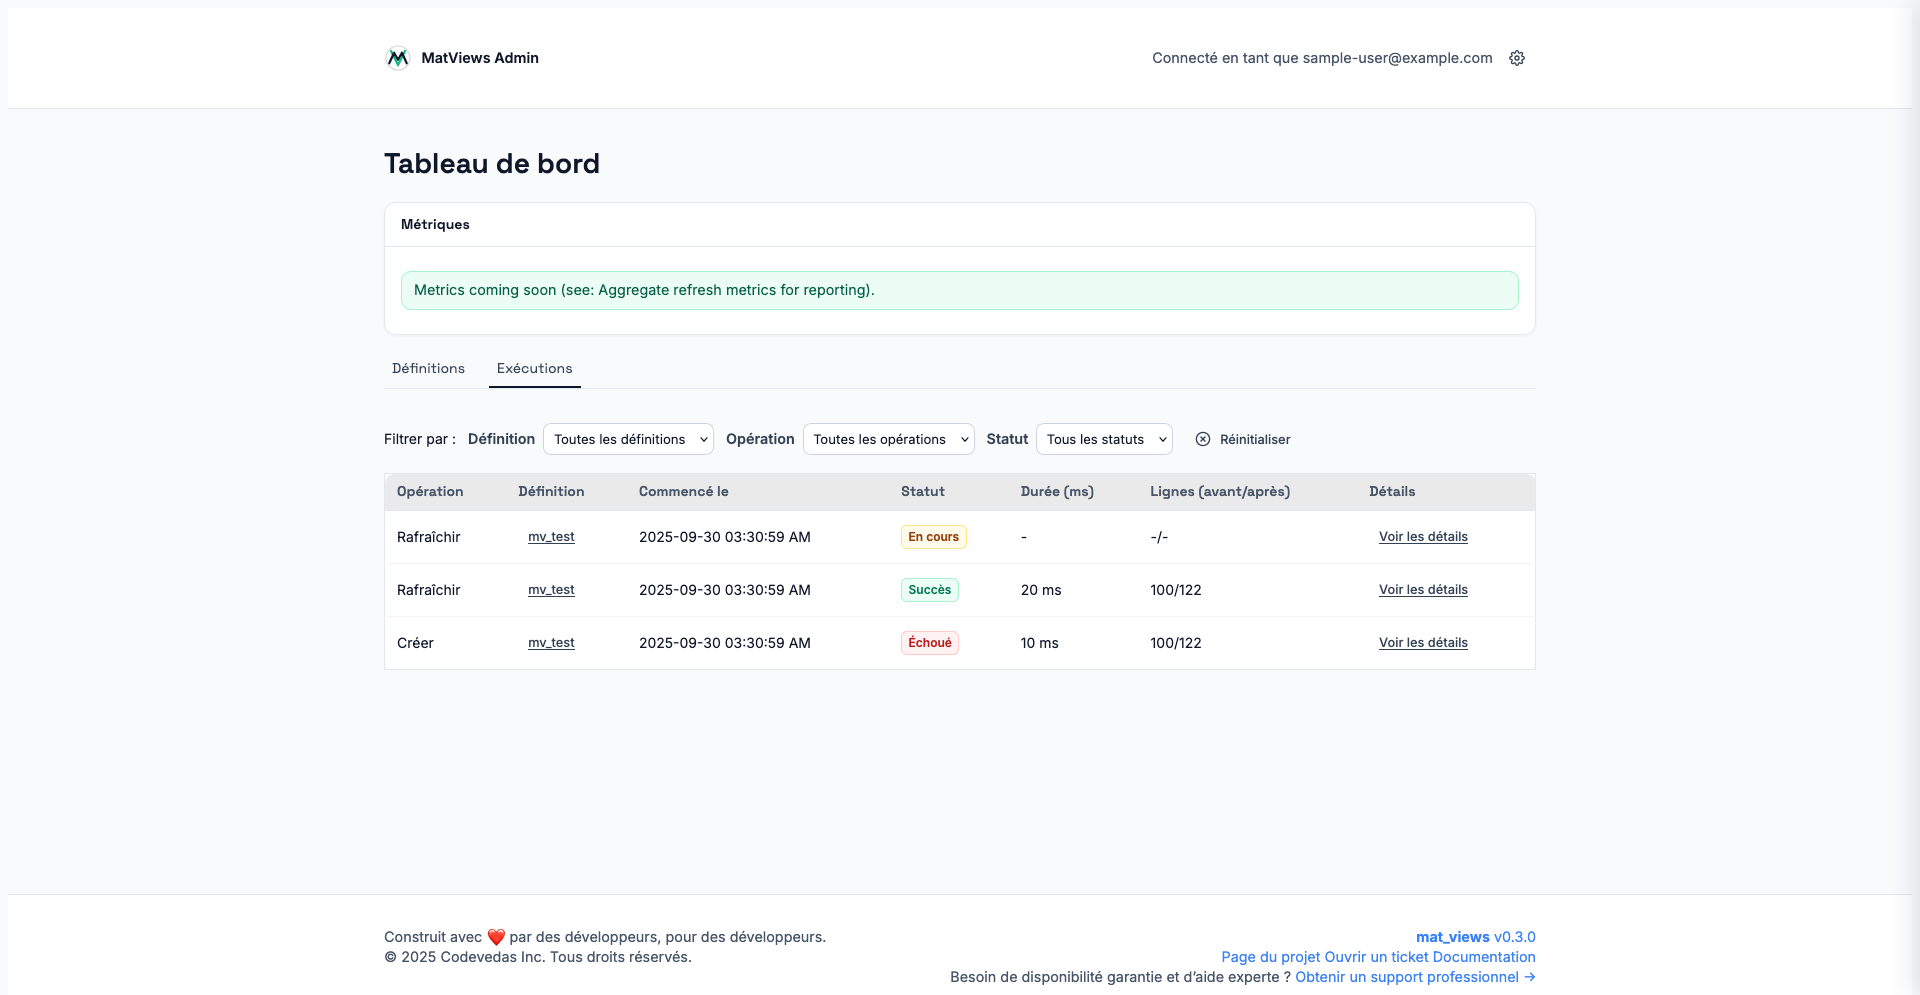 MatViews Admin
Connecté en tant que sample-user@example.com
Tableau de bord
Métriques
Metrics coming soon (see: Aggregate refresh metrics for reporting).
Définitions Exécutions
Filtrer par : Définition Toutes les définitions Opération Toutes les opérations Statut Tous les statuts Réinitialiser
Opération Définition Commencé le Statut Durée (ms) Lignes (avant/après) Détails
Rafraîchir mv_test 2025-09-30 03:30:59 AM En cours - -/- Voir les détails
Rafraîchir mv_test 2025-09-30 03:30:59 AM Succès 20 ms 100/122 Voir les détails
Créer mv_test 2025-09-30 03:30:59 AM Échoué 10 ms 100/122 Voir les détails
Construit avec ❤️ par des développeurs, pour des développeurs.
© 2025 Codevedas Inc. Tous droits réservés.
mat_views v0.3.0
Page du projet Ouvrir un ticket Documentation
Besoin de disponibilité garantie et d’aide experte ? Obtenir un support professionnel →